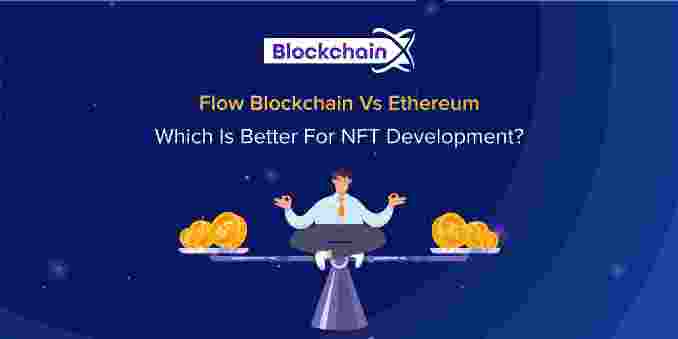 BlockchainX
Flow Blockchain Vs Ethereum
Which Is Better For NFT Development?